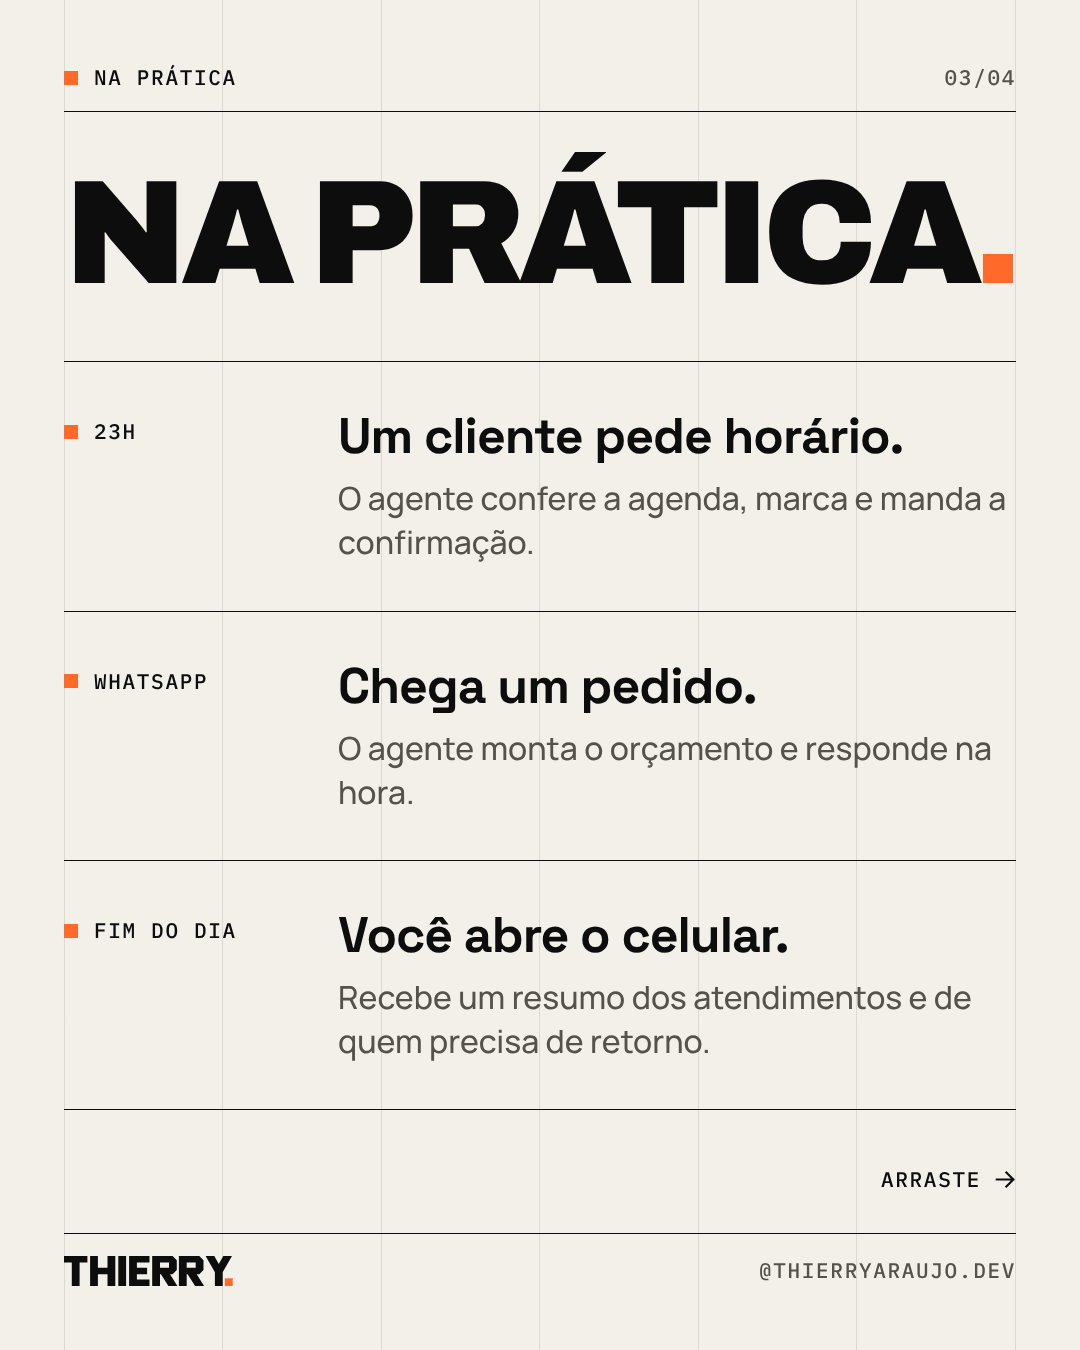 NA PRÁTICA
03/04
NA PRÁTICA.
23H
Um cliente pede horário.
O agente confere a agenda, marca e manda a
confirmação.
WHATSAPP
Chega um pedido.
O agente monta o orçamento e responde na
hora.
FIM DO DIA
Você abre o celular.
Recebe um resumo dos atendimentos e de
quem precisa de retorno.
ARRASTE →
THIERRY.
@THIERRYARAUJO.DEV